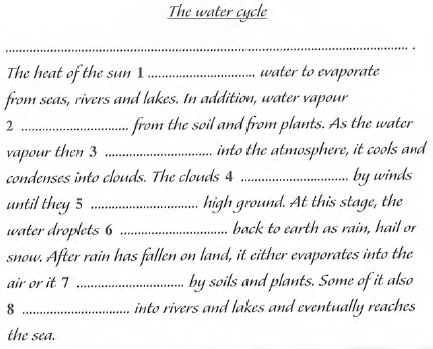 The water cycle
.................................................................................................... .
The heat of the sun 1 ............................ water to evaporate
from seas, rivers and lakes. In addition, water vapour
2 ............................ from the soil and from plants. As the water
vapour then 3 ............................ into the atmosphere, it cools and
condenses into clouds. The clouds 4 ............................ by winds
until they 5 ............................ high ground. At this stage, the
water droplets 6 ............................ back to earth as rain, hail or
snow. After rain has fallen on land, it either evaporates into the
air or it 7 ............................ by soils and plants. Some of it also
8 ............................ into rivers and lakes and eventually reaches
the sea.